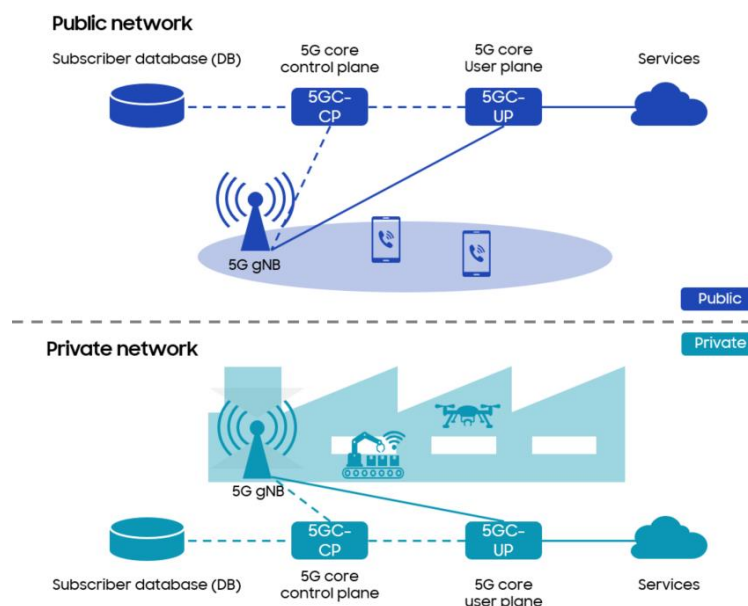 Public network
Subscriber database (DB)
5G core
control plane
5G core
User plane
Services
5GC-
CP
5GC-
UP
5G gNB
Public
Private network
Private
5G gNB
5GC-
CP
5GC-
UP
Subscriber database (DB)
5G core
control plane
5G core
user plane
Services